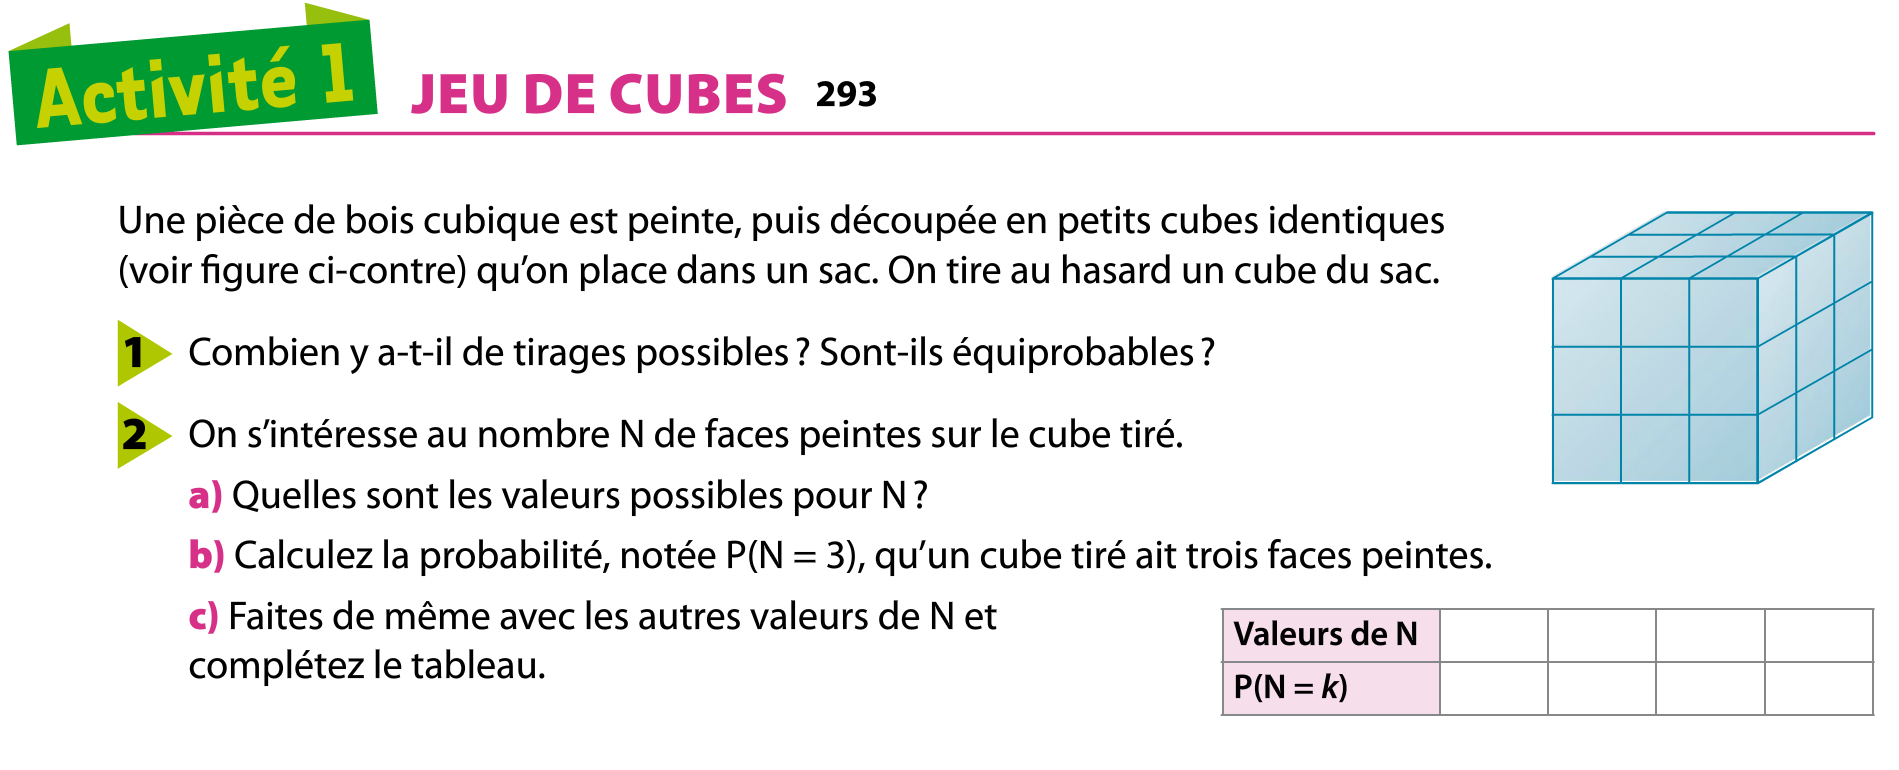 Activité 1
JEU DE CUBES 293
Une pièce de bois cubique est peinte, puis découpée en petits cubes identiques
(voir figure ci-contre) qu’on place dans un sac. On tire au hasard un cube du sac.
1 Combien y a-t-il de tirages possibles ? Sont-ils équiprobables ?
2 On s’intéresse au nombre N de faces peintes sur le cube tiré.
a) Quelles sont les valeurs possibles pour N ?
b) Calculez la probabilité, notée P(N = 3), qu’un cube tiré ait trois faces peintes.
c) Faites de même avec les autres valeurs de N et
complétez le tableau.
Valeurs de N
P(N = k)